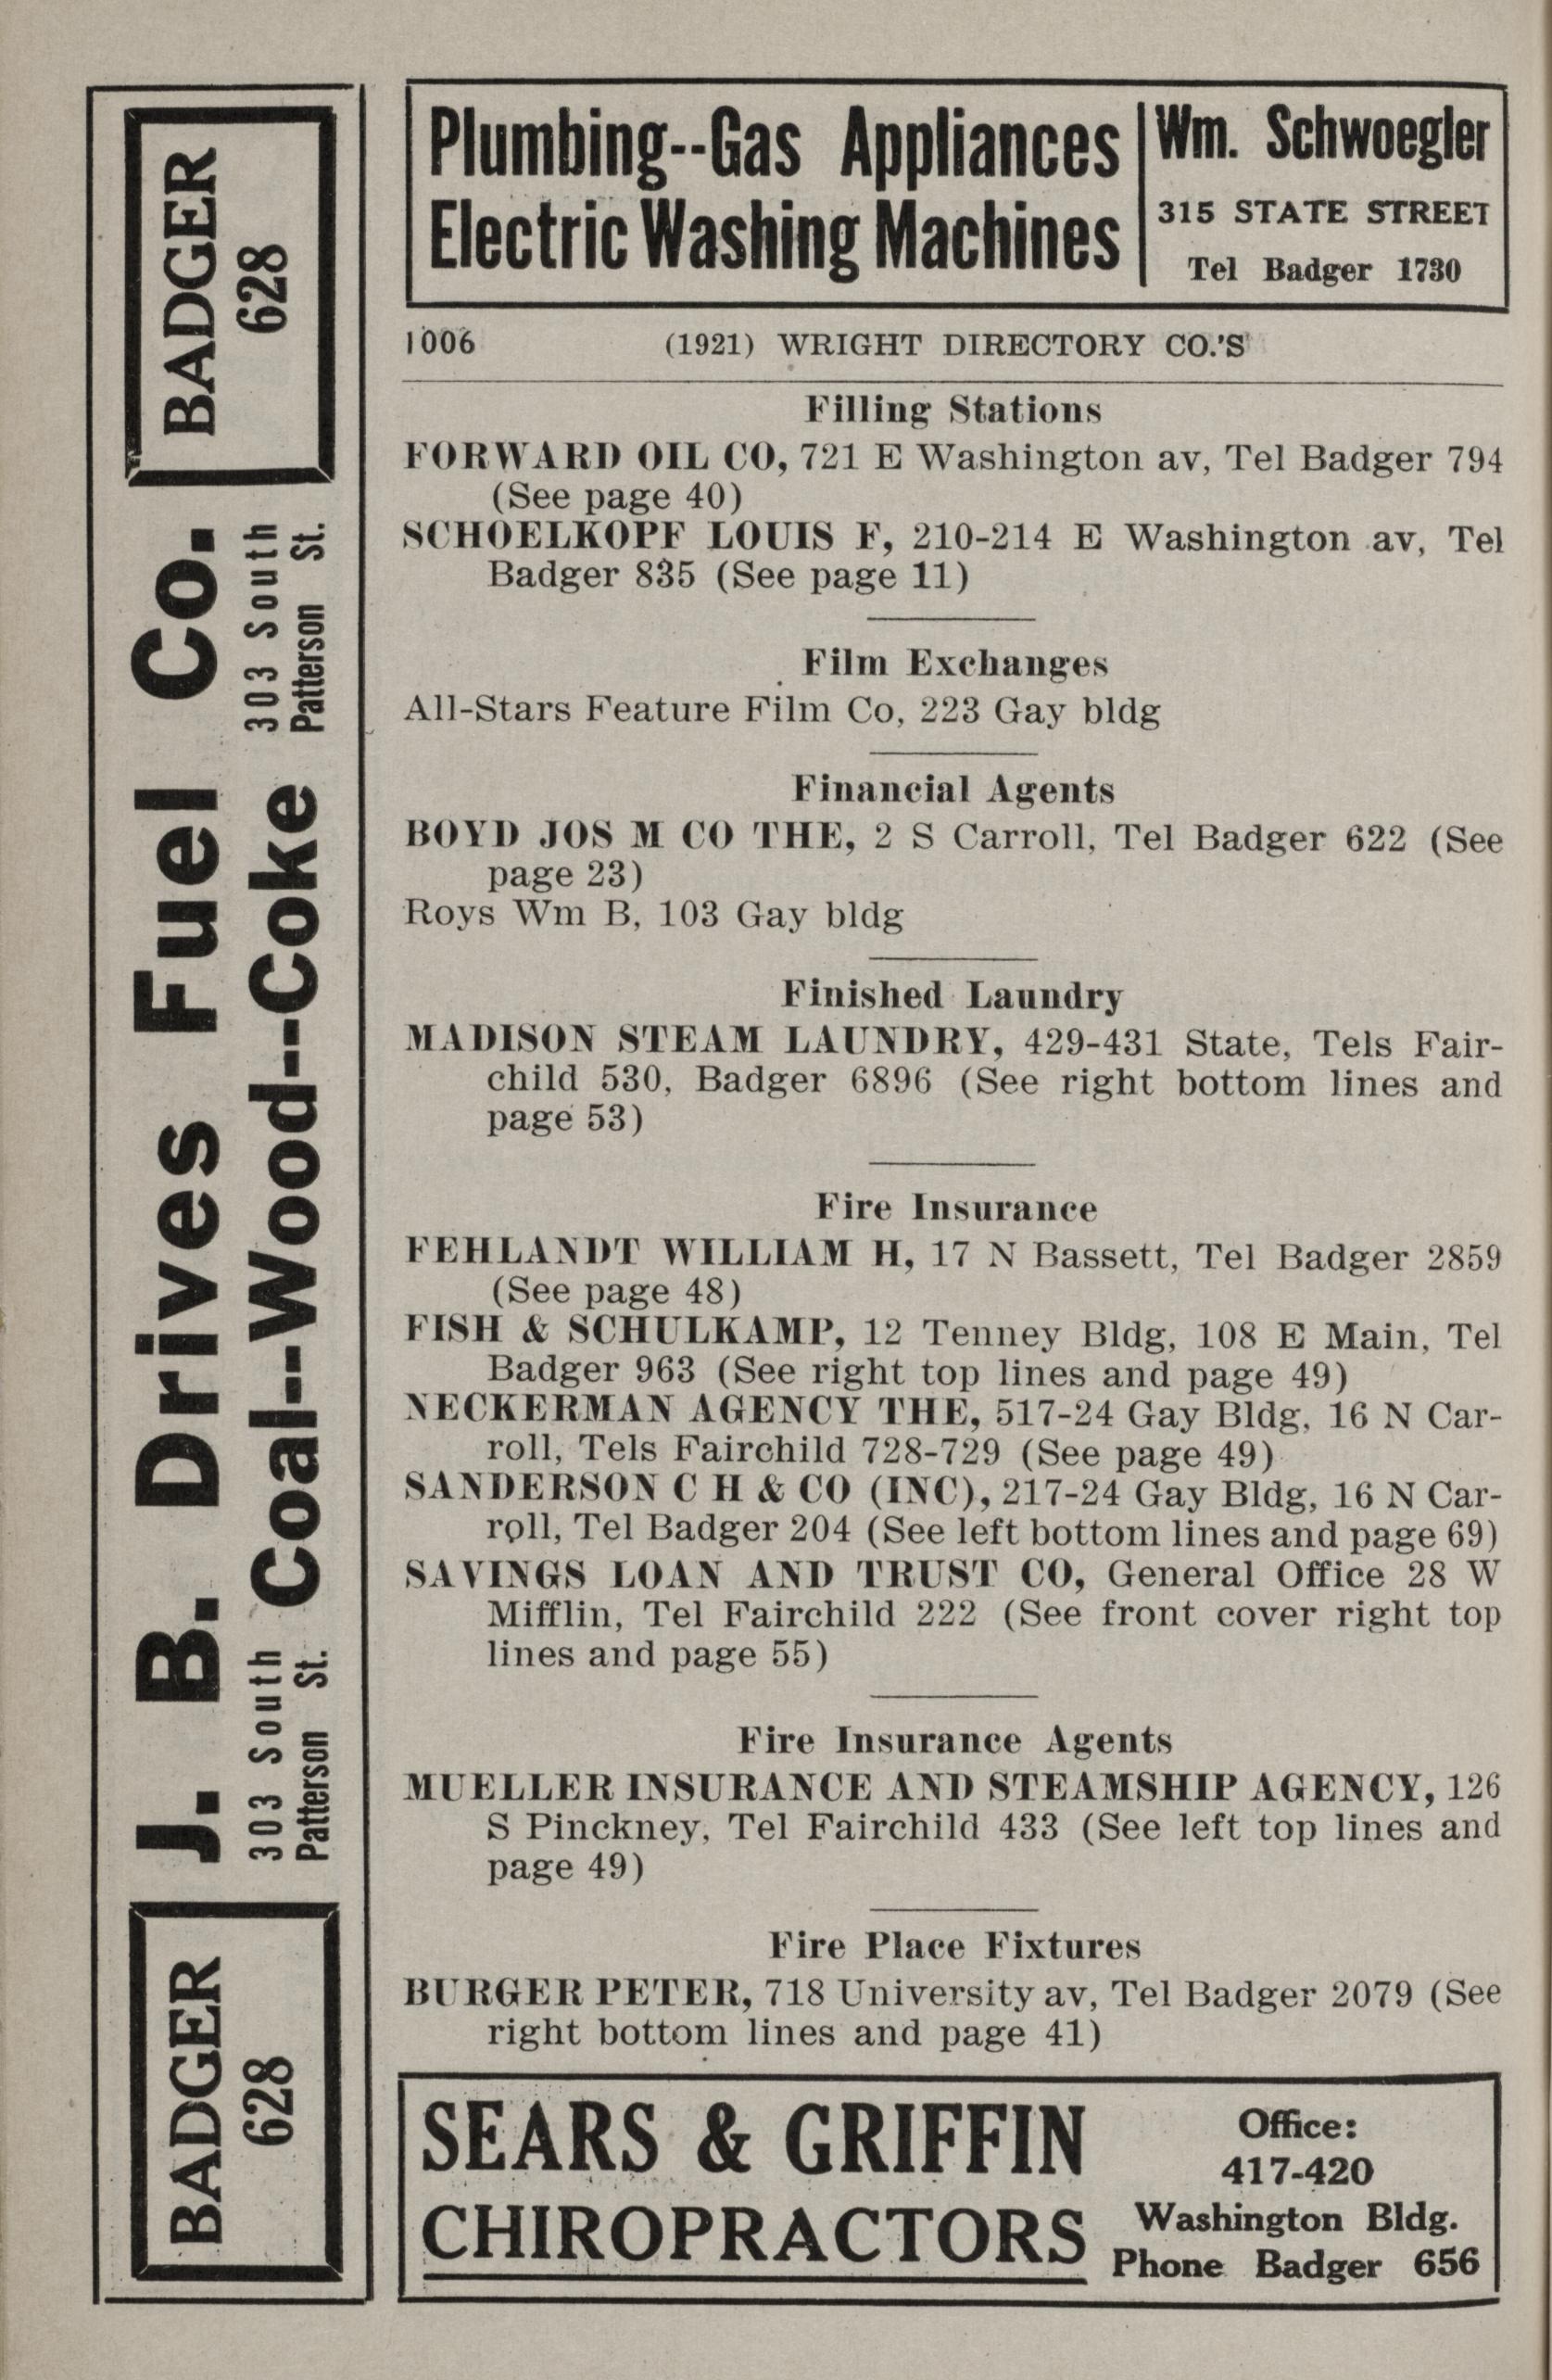 Plumbing--Gas Appliances
Electric Washing Machines
Wm. Schwoegler
315 STATE STREET
Tel Badger 1730
1006 (1921) WRIGHT DIRECTORY CO.'S
Filling Stations
FORWARD OIL CO, 721 E Washington av, Tel Badger 794
(See page 40)
SCHOELKOPF LOUIS F, 210-214 E Washington av, Tel
Badger 835 (See page 11)
Film Exchanges
All-Stars Feature Film Co, 223 Gay bldg
Financial Agents
BOYD JOS M CO THE, 2 S Carroll, Tel Badger 622 (See
page 23)
Roys Wm B, 103 Gay bldg
Finished Laundry
MADISON STEAM LAUNDRY, 429-431 State, Tels Fair-
child 530, Badger 6896 (See right bottom lines and
page 53)
Fire Insurance
FEHLANDT WILLIAM H, 17 N Bassett, Tel Badger 2859
(See page 48)
FISH & SCHULKAMP, 12 Tenney Bldg, 108 E Main, Tel
Badger 963 (See right top lines and page 49)
NECKERMAN AGENCY THE, 517-24 Gay Bldg, 16 N Car-
roll, Tels Fairchild 728-729 (See page 49)
SANDERSON C H & CO (INC), 217-24 Gay Bldg, 16 N Car-
roll, Tel Badger 204 (See left bottom lines and page 69)
SAVINGS LOAN AND TRUST CO, General Office 28 W
Mifflin, Tel Fairchild 222 (See front cover right top
lines and page 55)
Fire Insurance Agents
MUELLER INSURANCE AND STEAMSHIP AGENCY, 126
S Pinckney, Tel Fairchild 433 (See left top lines and
page 49)
Fire Place Fixtures
BURGER PETER, 718 University av, Tel Badger 2079 (See
right bottom lines and page 41)
SEARS & GRIFFIN
CHIROPRACTORS
Office:
417-420
Washington Bldg.
Phone Badger 656
BADGER
628
J. B. Drives Fuel Co.
303 South
Patterson St.
Coal--Wood--Coke
303 South
Patterson St.
BADGER
628